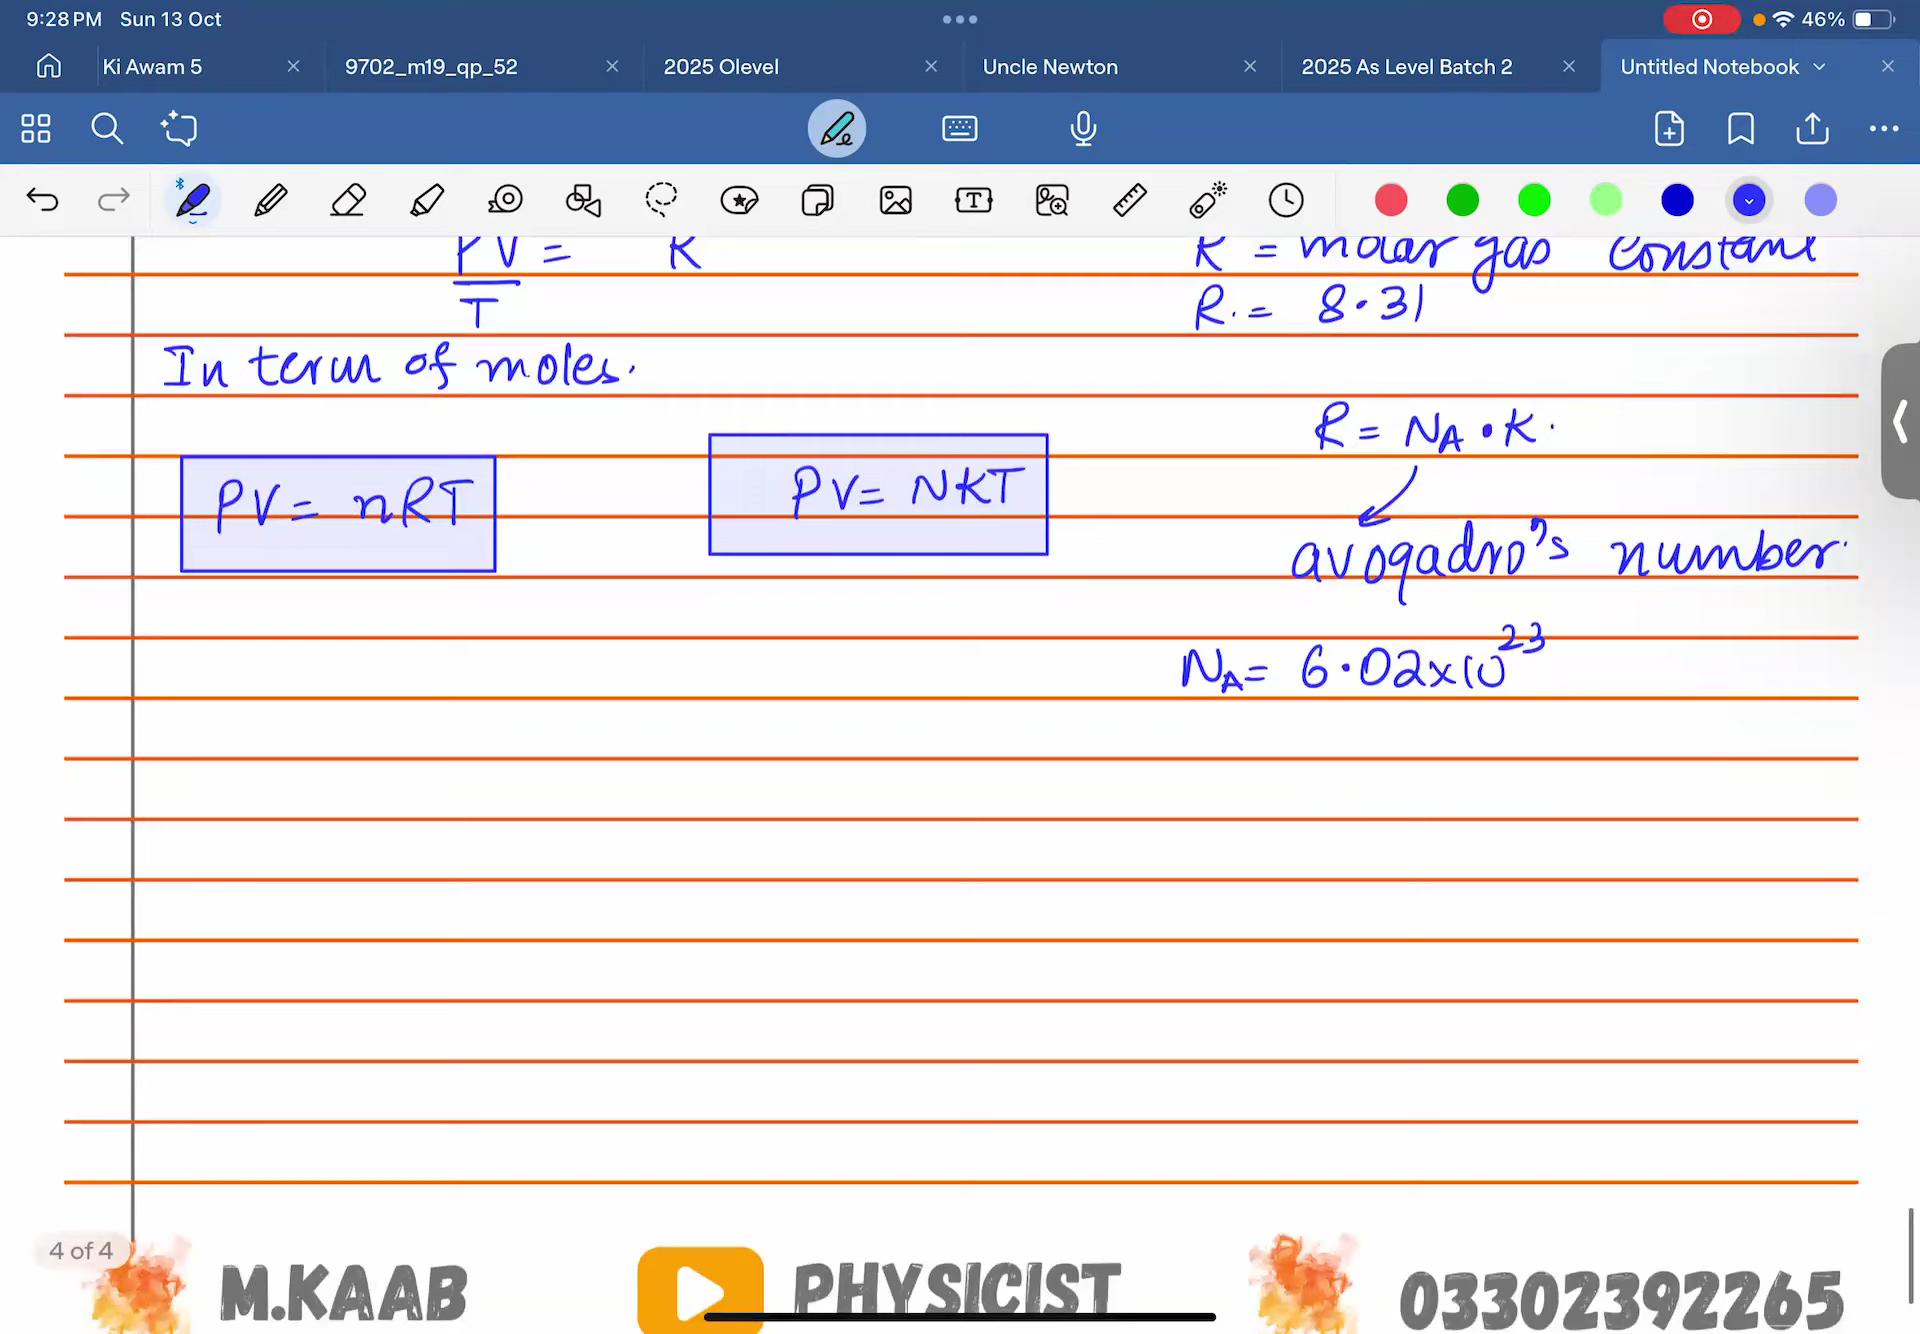 9:28 PM Sun 13 Oct
46%
Ki Awam 5
9702_m19_qp_52
2025 Olevel
Uncle Newton
2025 As Level Batch 2
Untitled Notebook
PV = R
T
R = molar gas constant
R. = 8.31
In term of moles.
R = NA . K.
PV = nRT
PV = NKT
avogadro's number.
NA = 6.02x10²³
4 of 4
M.KAAB
PHYSICIST
03302392265